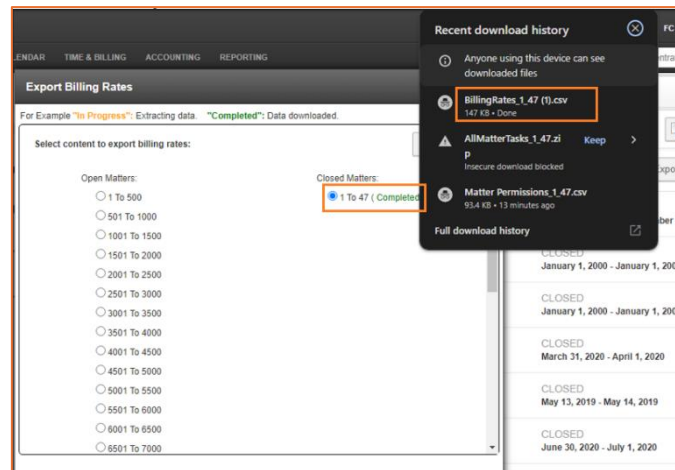 Recent download history
FC
ENDAR TIME & BILLING ACCOUNTING REPORTING
Anyone using this device can see
downloaded files
Export Billing Rates
BillingRates_1_47 (1).csv
147 KB • Done
For Example "In Progress": Extracting data. "Completed": Data downloaded.
Select content to export billing rates:
AllMatterTasks_1_47.zi
p
Keep
Insecure download blocked
Open Matters:
Closed Matters:
1 To 500
1 To 47 ( Completed
Matter Permissions_1_47.csv
93.4 KB • 13 minutes ago
501 To 1000
1001 To 1500
Full download history
1501 To 2000
CLOSED
January 1, 2000 - January 1, 200
2001 To 2500
2501 To 3000
CLOSED
January 1, 2000 - January 1, 200
3001 To 3500
3501 To 4000
CLOSED
March 31, 2020 - April 1, 2020
4001 To 4500
4501 To 5000
CLOSED
May 13, 2019 - May 14, 2019
5001 To 5500
5501 To 6000
6001 To 6500
CLOSED
June 30, 2020 - July 1, 2020
6501 To 7000